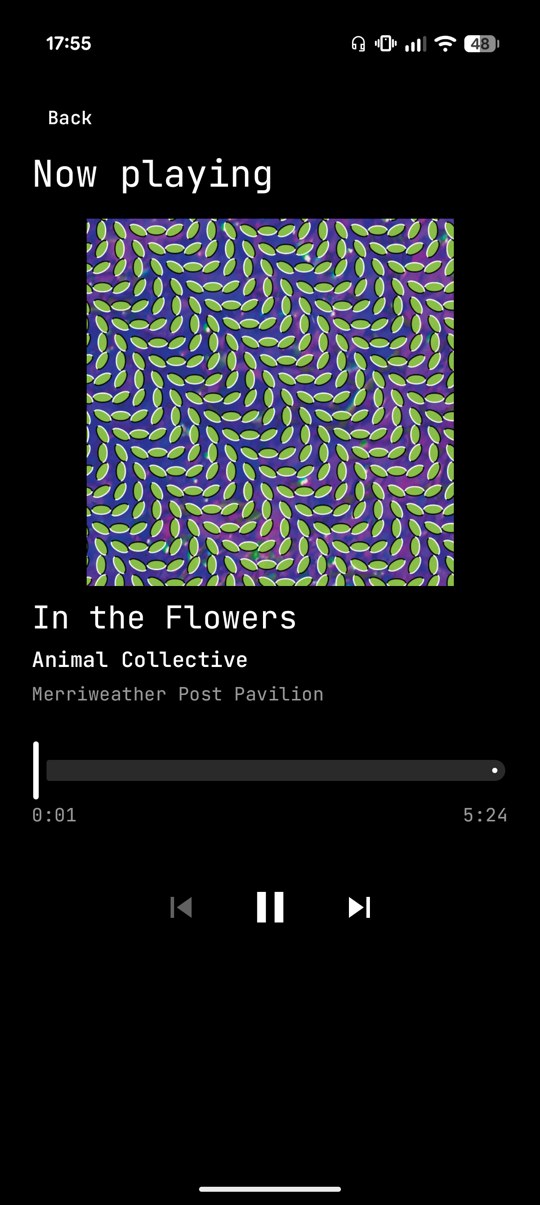 17:55
48
Back
Now playing
In the Flowers
Animal Collective
Merriweather Post Pavilion
0:01
5:24